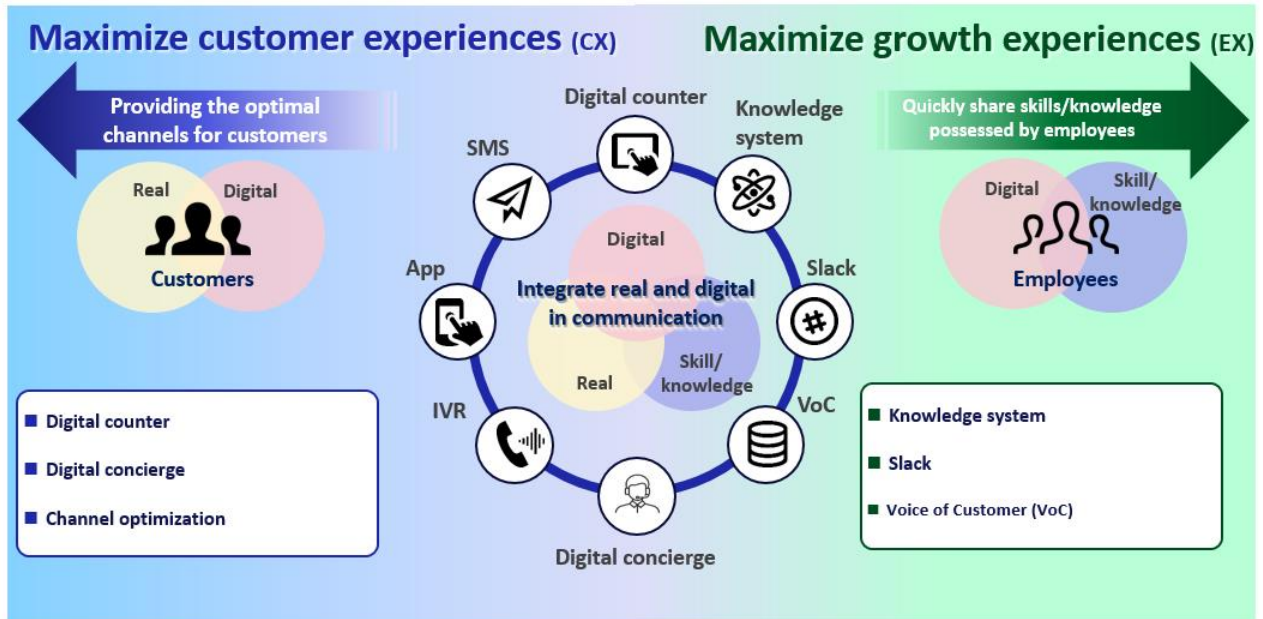 Maximize customer experiences (CX)
Maximize growth experiences (EX)
Providing the optimal
channels for customers
Quickly share skills/knowledge
possessed by employees
Real
Digital
Customers
Digital counter
Knowledge
system
SMS
Slack
App
VoC
IVR
Digital concierge
Digital
Integrate real and digital
in communication
Real
Skill/
knowledge
Digital
Skill/
knowledge
Employees
■ Digital counter
■ Digital concierge
■ Channel optimization
■ Knowledge system
■ Slack
■ Voice of Customer (VoC)